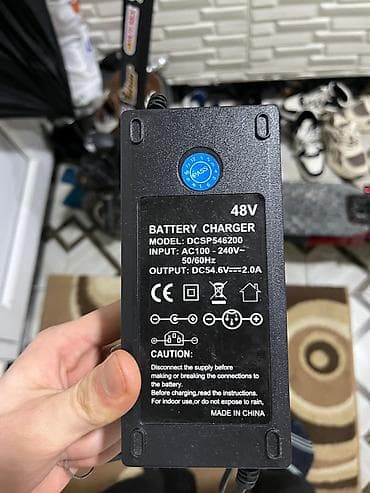 PASS
48V
BATTERY CHARGER
MODEL: DCSP546200
INPUT: AC100 - 240V~
50/60Hz
OUTPUT: DC54.6V⎓2.0A
CE
CAUTION:
Disconnect the supply before
making or breaking the connections to
the battery.
Before charging,read the instructions.
For indoor use,or do not expose to rain,
MADE IN CHINA